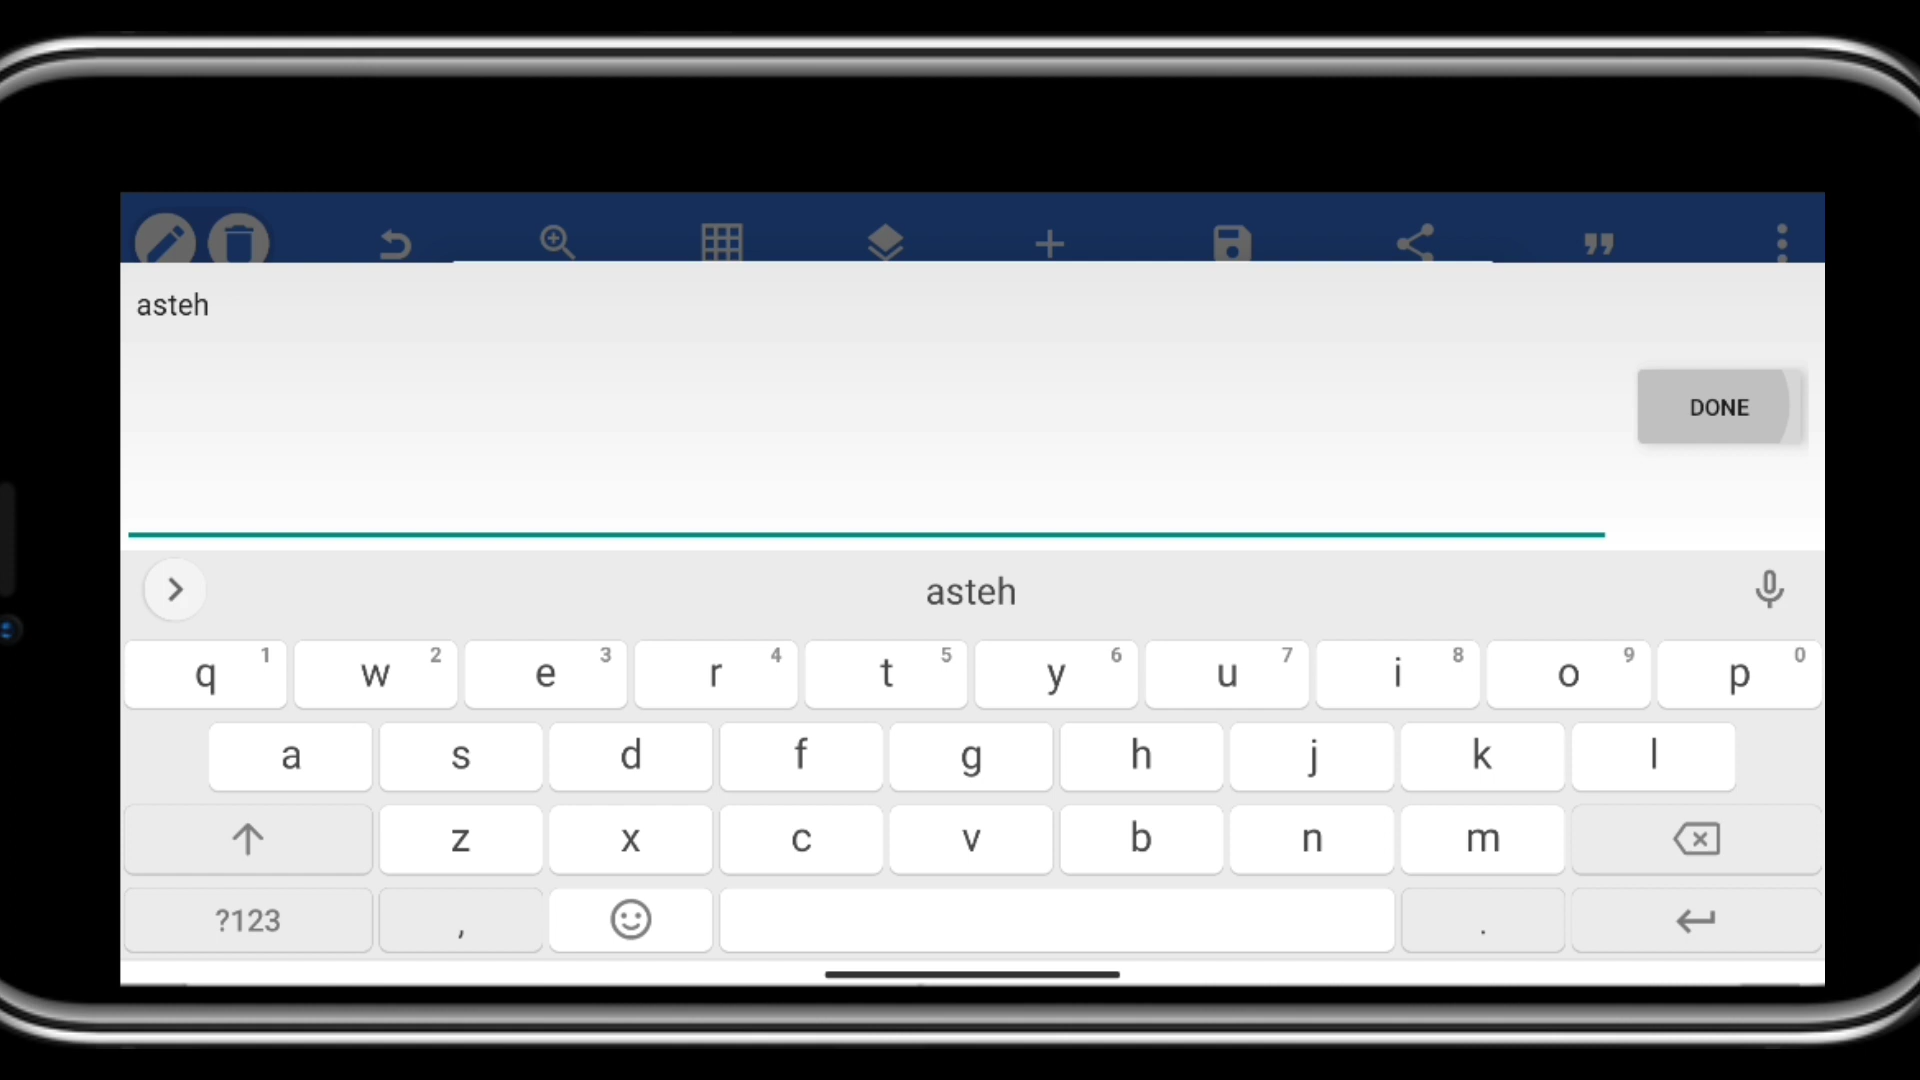 asteh
DONE
asteh
q 1 w 2 e 3 r 4 t 5 y 6 u 7 i 8 o 9 p 0
a s d f g h j k l
z x c v b n m
?123 , .